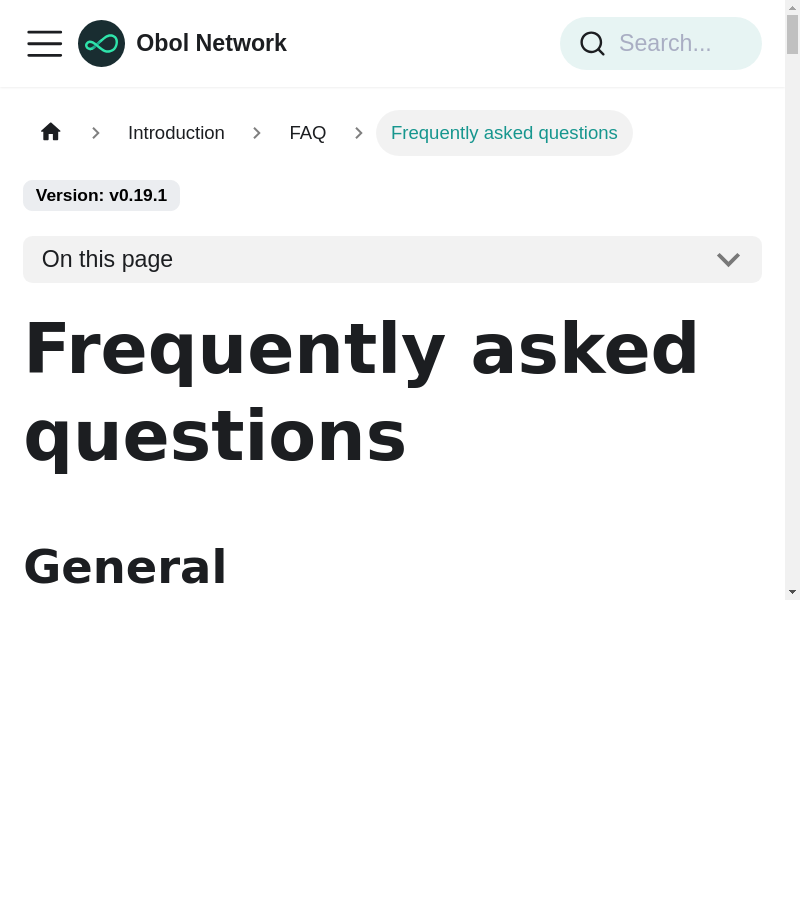 Obol Network
Search...
Introduction
FAQ
Frequently asked questions
Version: v0.19.1
On this page
Frequently asked
questions
General